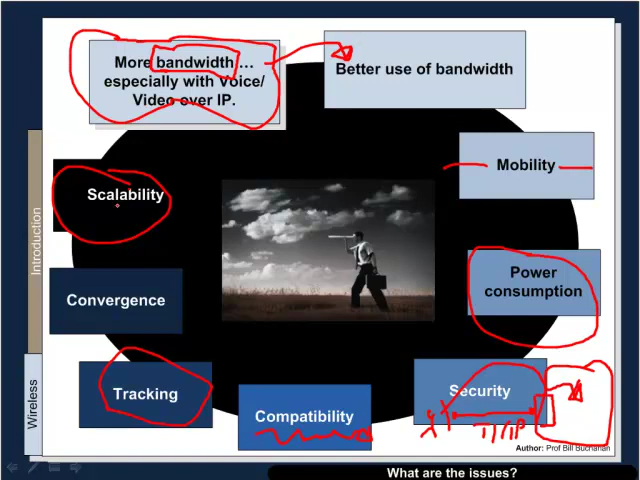 More bandwidth …
especially with Voice/
Video over IP.
Better use of bandwidth
Mobility
Scalability
Power
consumption
Convergence
Tracking
Security
Compatibility
Introduction
Wireless
Author: Prof Bill Buchanan
What are the issues?